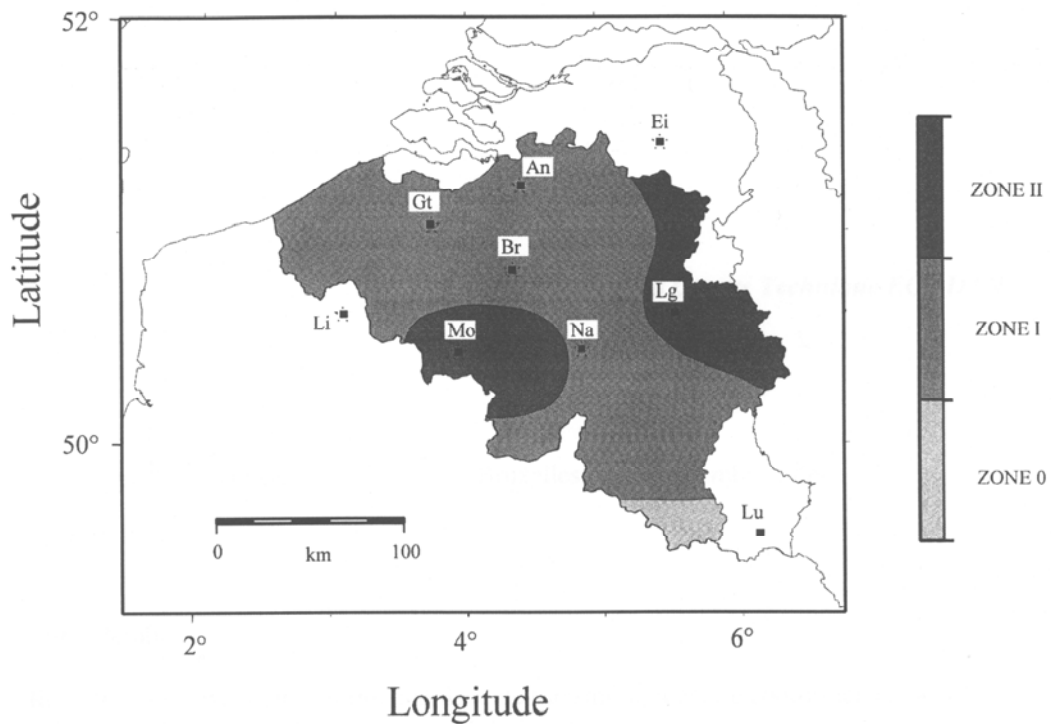 52°
Ei
An
Gt
Br
Lg
Li
Mo
Na
50°
Lu
0
100
km
2°
4°
6°
Latitude
Longitude
ZONE II
ZONE I
ZONE 0